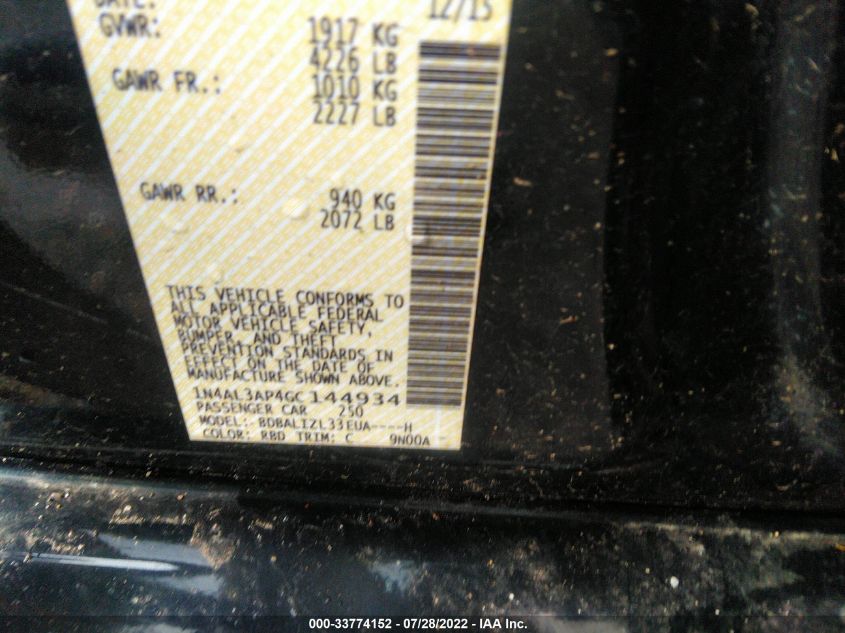 DATE: 12/15
GVWR: 1917 KG
4226 LB
GAWR FR.: 1010 KG
2227 LB
GAWR RR.: 940 KG
2072 LB
THIS VEHICLE CONFORMS TO
ALL APPLICABLE FEDERAL
MOTOR VEHICLE SAFETY,
BUMPER, AND THEFT
PREVENTION STANDARDS IN
EFFECT ON THE DATE OF
MANUFACTURE SHOWN ABOVE.
1N4AL3AP4GC144934
PASSENGER CAR 250
MODEL:- BDBALIZL33EUA----H
COLOR: RBD TRIM: C 9N00A
000-33774152 - 07/28/2022 - IAA Inc.